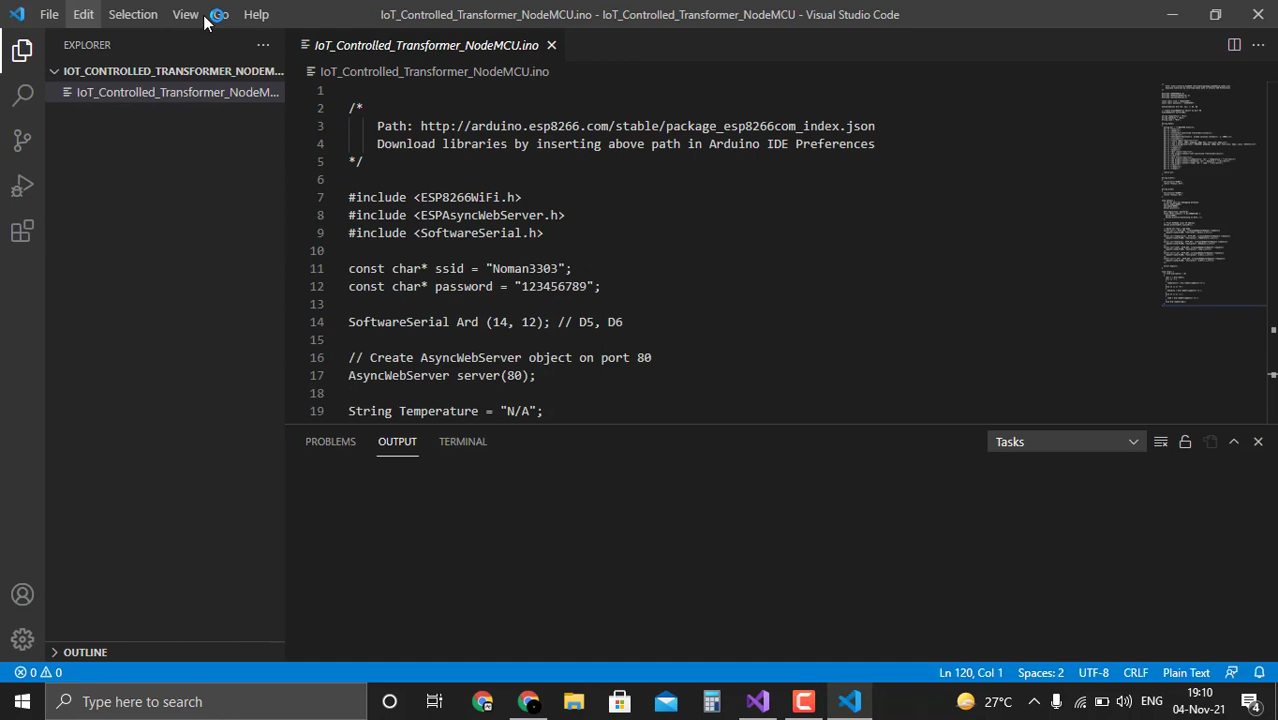 File Edit Selection View Go Help
IoT_Controlled_Transformer_NodeMCU.ino - IoT_Controlled_Transformer_NodeMCU - Visual Studio Code
EXPLORER
IOT_CONTROLLED_TRANSFORMER_NODEM...
IoT_Controlled_Transformer_NodeM...
OUTLINE
IoT_Controlled_Transformer_NodeMCU.ino
IoT_Controlled_Transformer_NodeMCU.ino
1
2 /*
3 Path: http://arduino.esp8266.com/stable/package_esp8266com_index.json
4 Download libraries by inserting above path in Arduino IDE Preferences
5 */
6
7 #include <ESP8266WiFi.h>
8 #include <ESPAsyncWebServer.h>
9 #include <SoftwareSerial.h>
10
11 const char* ssid = "Noman3303";
12 const char* password = "123456789";
13
14 SoftwareSerial Ard (14, 12); // D5, D6
15
16 // Create AsyncWebServer object on port 80
17 AsyncWebServer server(80);
18
19 String Temperature = "N/A";
PROBLEMS OUTPUT TERMINAL
Tasks
0 0
Ln 120, Col 1 Spaces: 2 UTF-8 CRLF Plain Text
Type here to search
27°C ENG
19:10
04-Nov-21
4